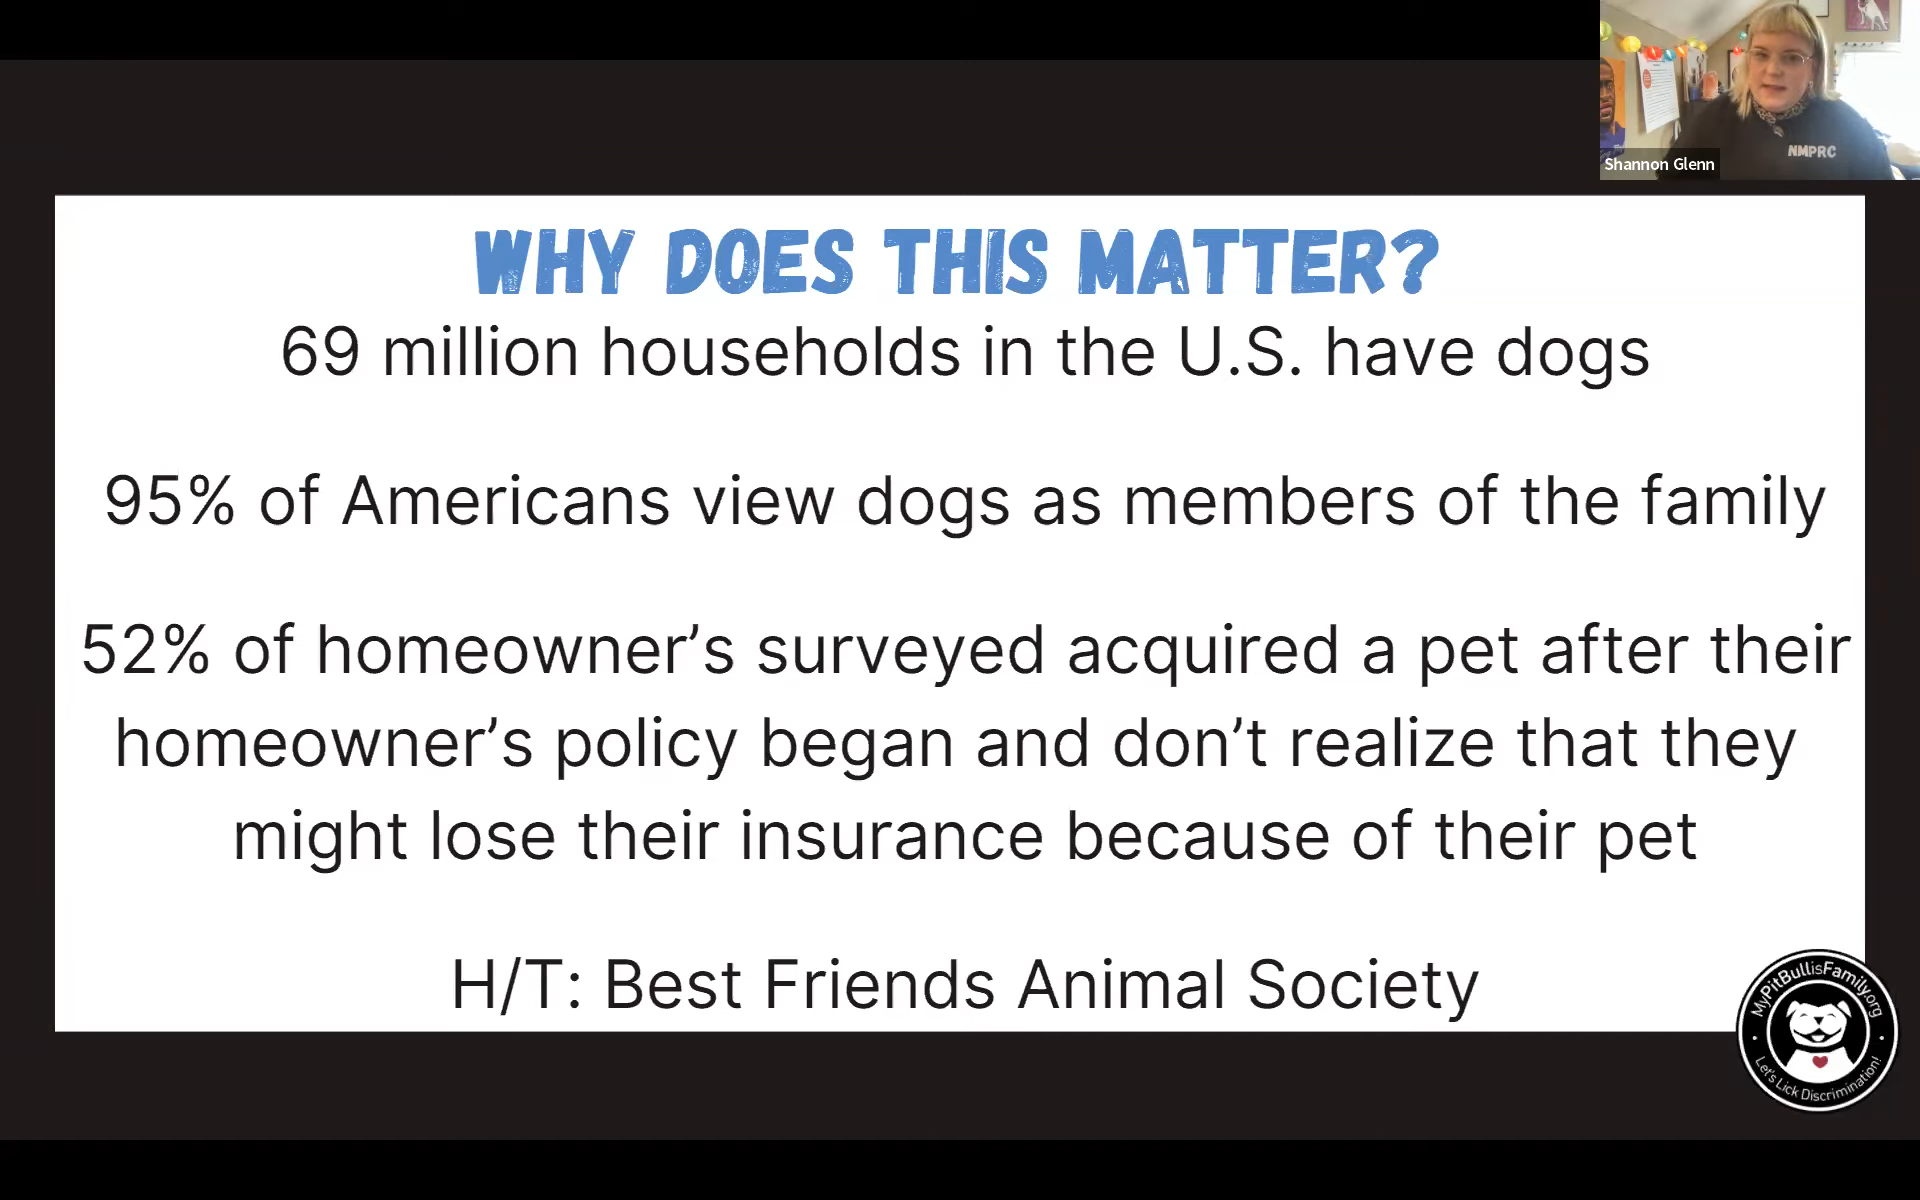 Shannon Glenn
NMPRC
WHY DOES THIS MATTER?
69 million households in the U.S. have dogs
95% of Americans view dogs as members of the family
52% of homeowner’s surveyed acquired a pet after their
homeowner’s policy began and don’t realize that they
might lose their insurance because of their pet
H/T: Best Friends Animal Society
MyPitBullisFamily.org
Let's Lick Discrimination!